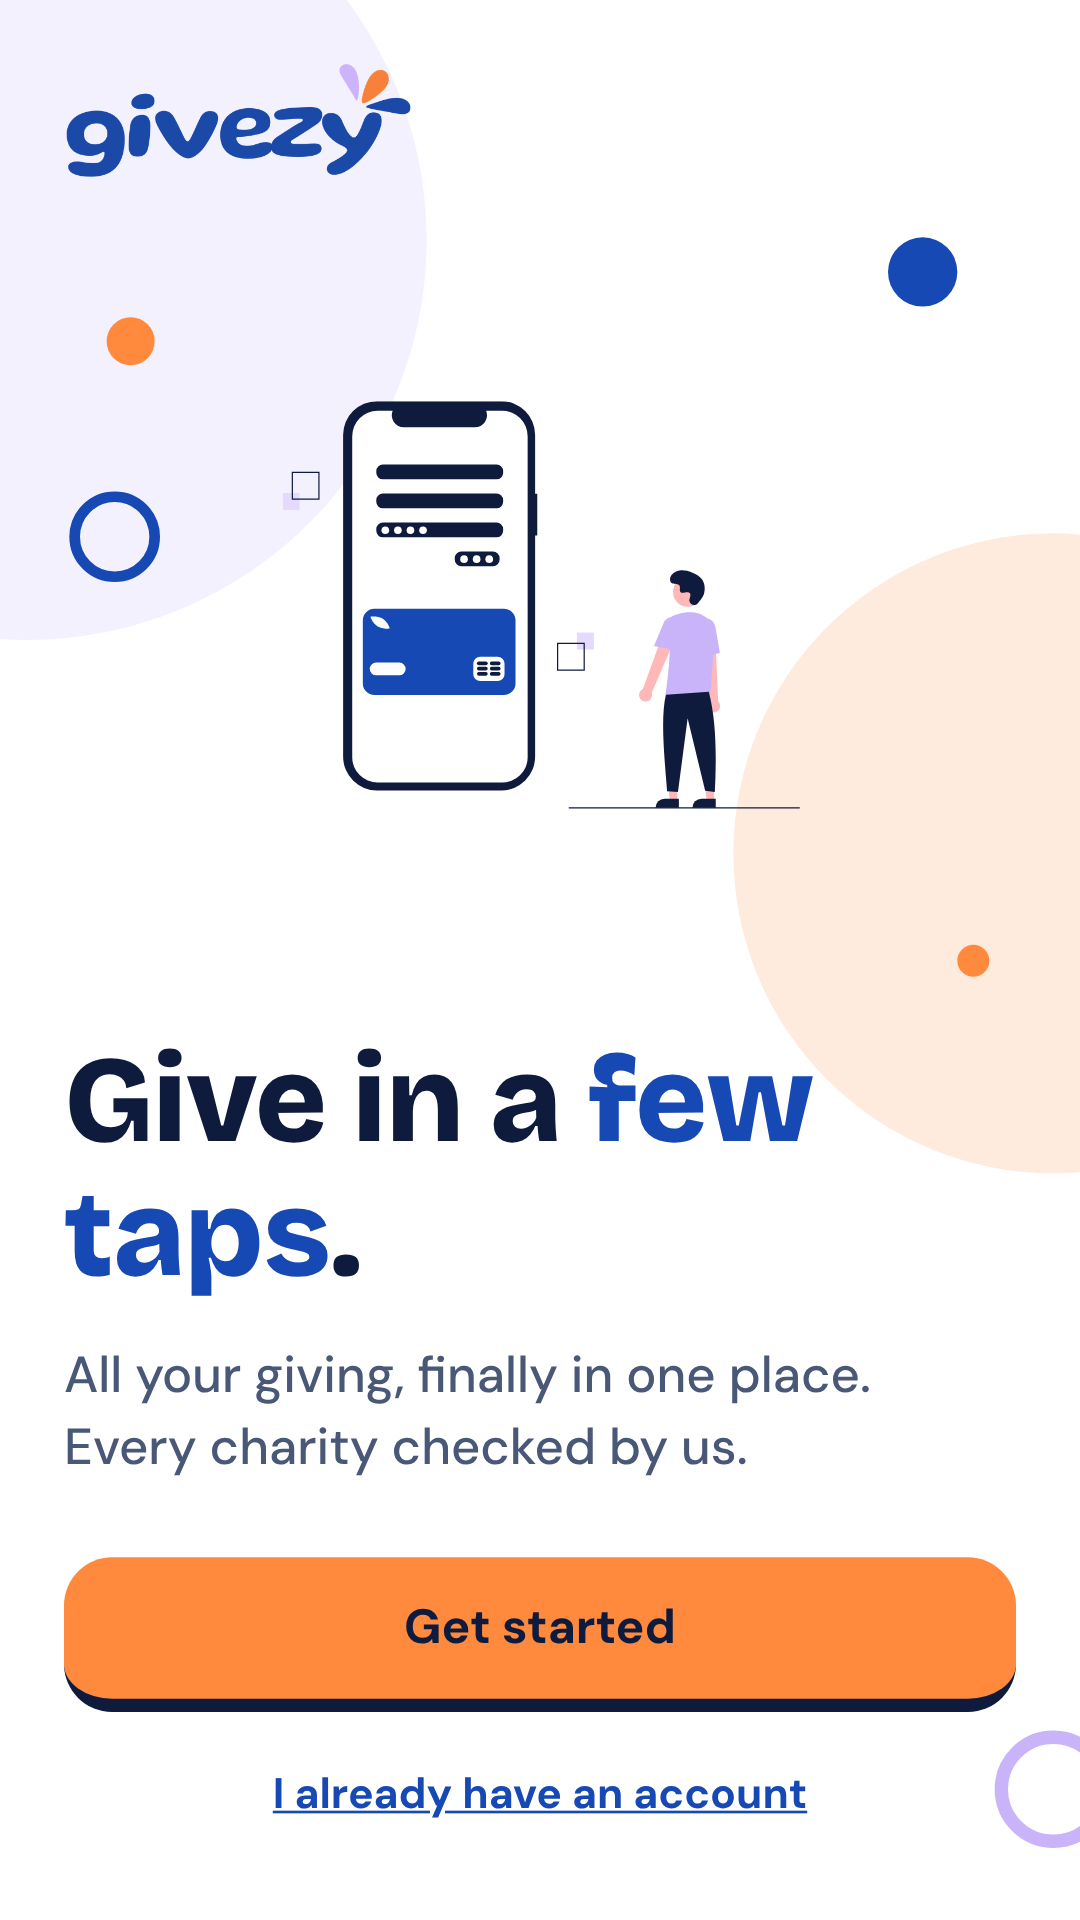 givezy
Give in a few
taps.
All your giving, finally in one place.
Every charity checked by us.
Get started
I already have an account